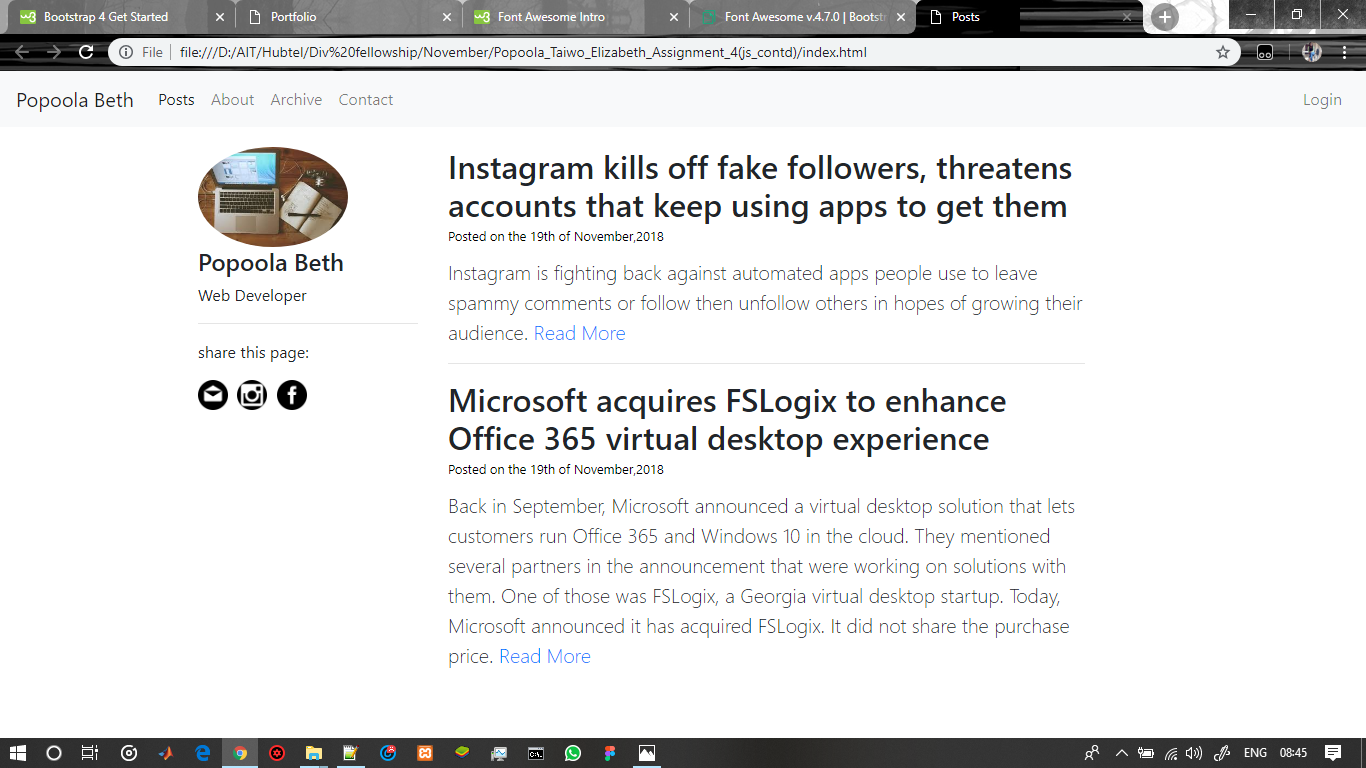 Bootstrap 4 Get Started
Portfolio
Font Awesome Intro
Font Awesome v.4.7.0 | Bootstr
Posts
File
file:///D:/AIT/Hubtel/Div%20fellowship/November/Popoola_Taiwo_Elizabeth_Assignment_4(js_contd)/index.html
Popoola Beth Posts About Archive Contact Login
Popoola Beth
Web Developer
share this page:
Instagram kills off fake followers, threatens
accounts that keep using apps to get them
Posted on the 19th of November,2018
Instagram is fighting back against automated apps people use to leave
spammy comments or follow then unfollow others in hopes of growing their
audience. Read More
Microsoft acquires FSLogix to enhance
Office 365 virtual desktop experience
Posted on the 19th of November,2018
Back in September, Microsoft announced a virtual desktop solution that lets
customers run Office 365 and Windows 10 in the cloud. They mentioned
several partners in the announcement that were working on solutions with
them. One of those was FSLogix, a Georgia virtual desktop startup. Today,
Microsoft announced it has acquired FSLogix. It did not share the purchase
price. Read More
ENG 08:45